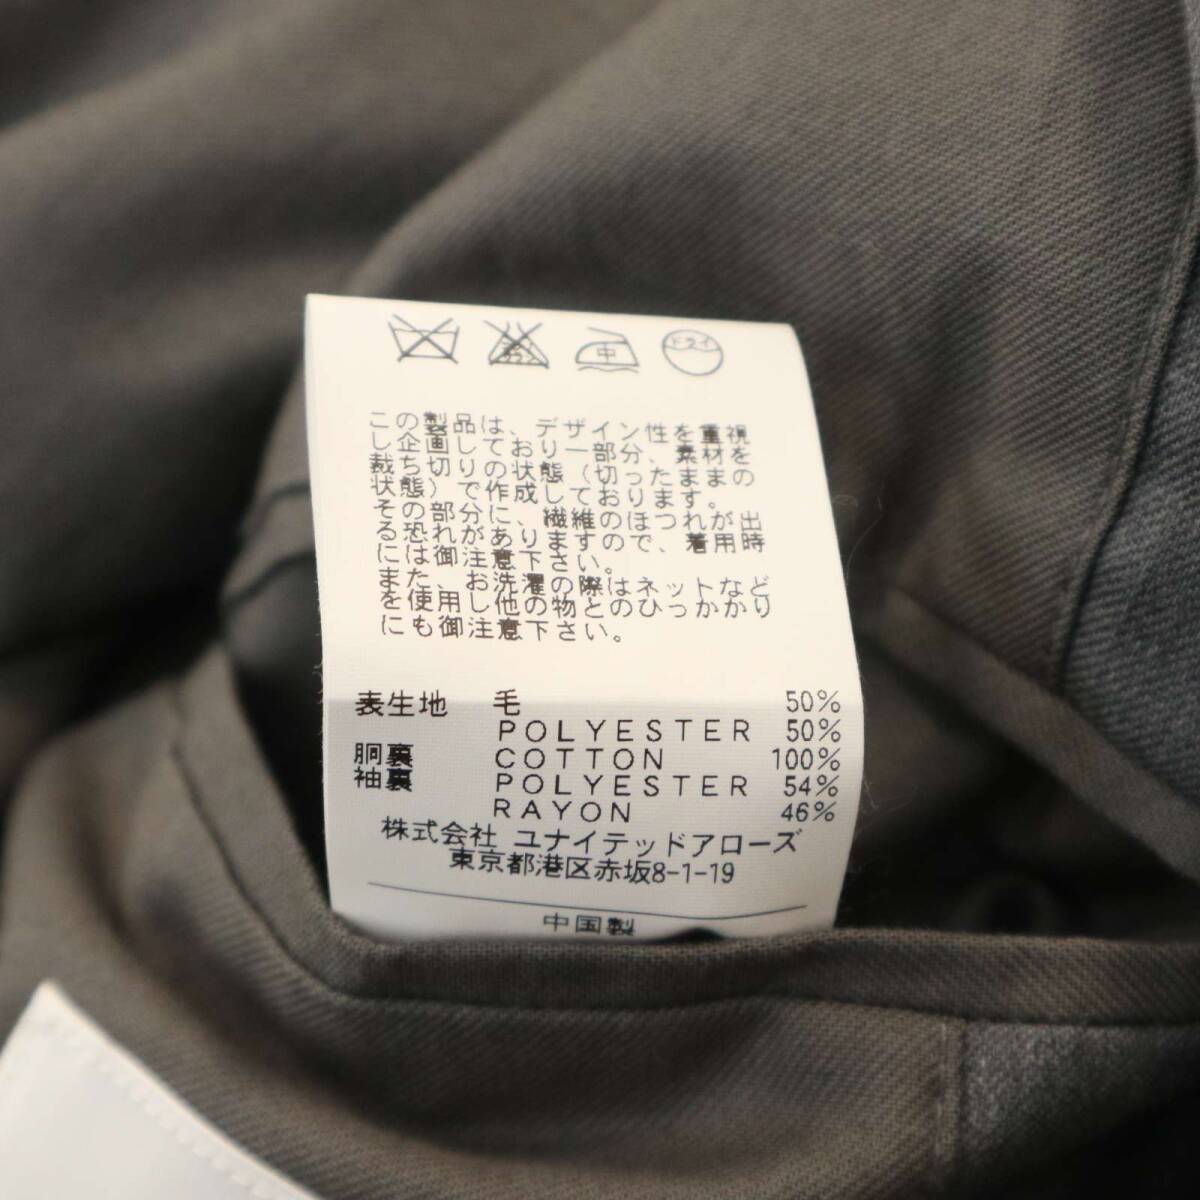 エンソ
サラシ
中
ドライ
この製品は、デザイン性を重視
し企画しており一部分、素材を
裁ち切りの状態（切ったままの
状態）で作成しております。
その部分に、繊維のほつれが出
る恐れがありますので、着用時
には御注意下さい。
また、お洗濯の際はネットなど
を使用し他の物とのひっかかり
にも御注意下さい。
表生地 毛 50%
POLYESTER 50%
胴裏 COTTON 100%
袖裏 POLYESTER 54%
RAYON 46%
株式会社 ユナイテッドアローズ
東京都港区赤坂8-1-19
中国製